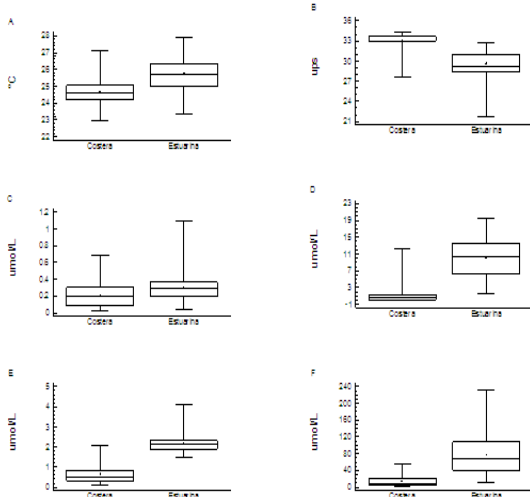 A
28
27
26
25
24
23
22
°C
Costera Estuarina
B
36
33
30
27
24
21
ups
Costera Estuarina
C
1.2
1
0.8
0.6
0.4
0.2
0
umol/L
Costera Estuarina
D
23
19
15
11
7
3
-1
umol/L
Costera Estuarina
E
5
4
3
2
1
0
umol/L
Costera Estuarina
F
240
200
160
120
80
40
0
umol/L
Costera Estuarina